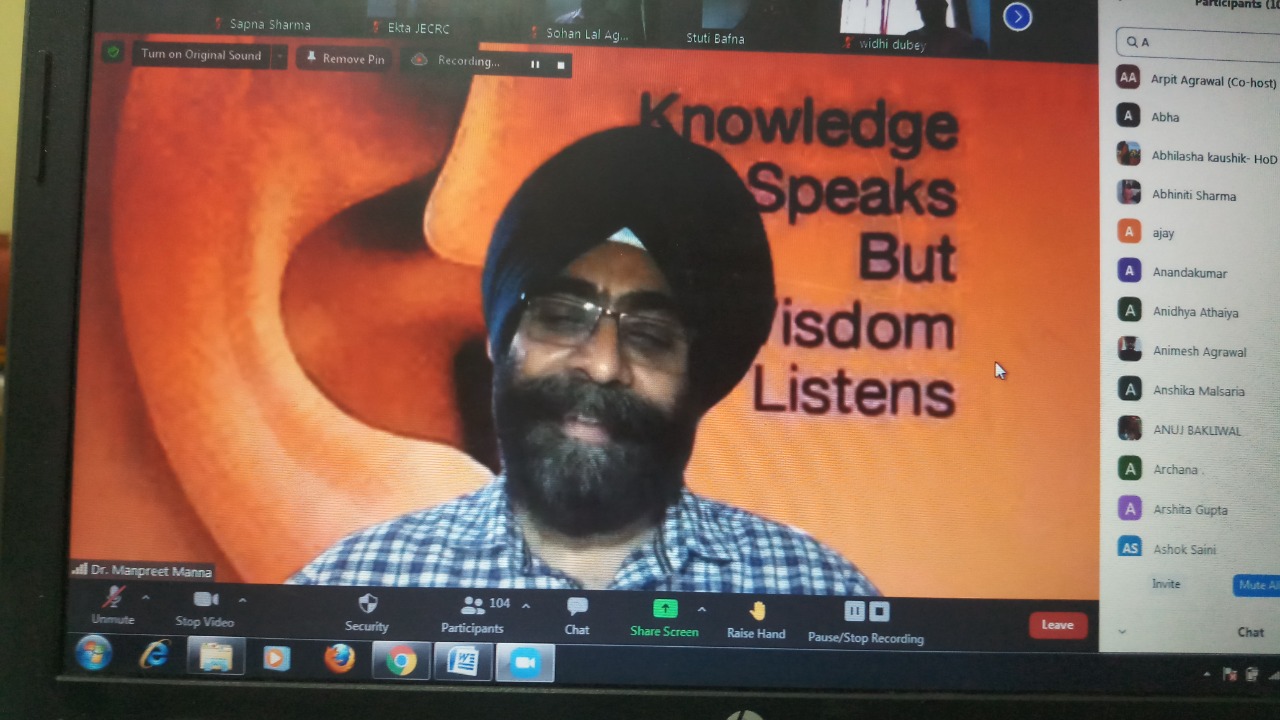 Sapna Sharma
Ekta JECRC
Sohan Lal Ag...
Stuti Bafna
widhi dubey
Turn on Original Sound
Remove Pin
Recording...
Knowledge
Speaks
But
isdom
Listens
Dr. Manpreet Manna
Unmute
Stop Video
Security
104
Participants
Chat
Share Screen
Raise Hand
Pause/Stop Recording
Leave
Participants (10
A
AA Arpit Agrawal (Co-host)
A Abha
Abhilasha kaushik- HoD
Abhiniti Sharma
A ajay
A Anandakumar
A Anidhya Athaiya
Animesh Agrawal
A Anshika Malsaria
ANUJ BAKLIWAL
A Archana .
A Arshita Gupta
AS Ashok Saini
Invite
Mute Al
Chat